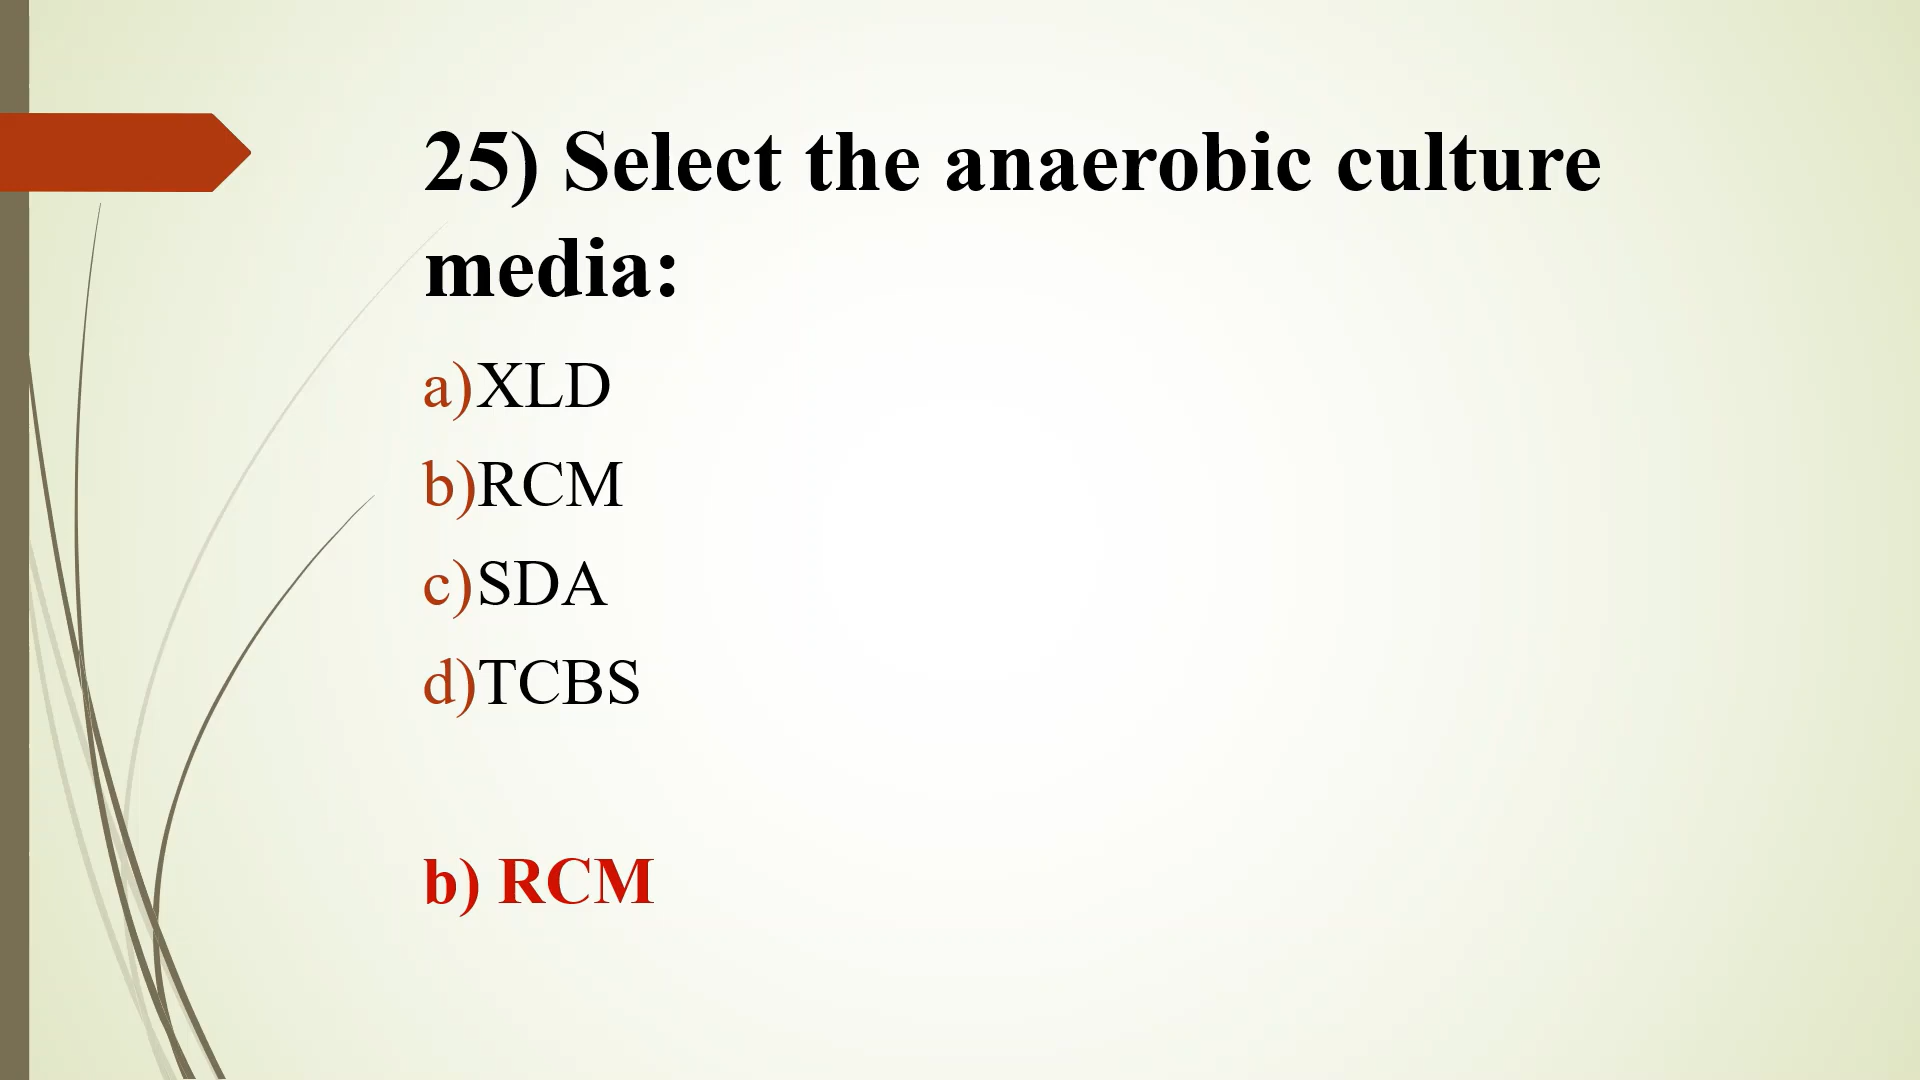 25) Select the anaerobic culture
media:
a)XLD
b)RCM
c)SDA
d)TCBS
b) RCM